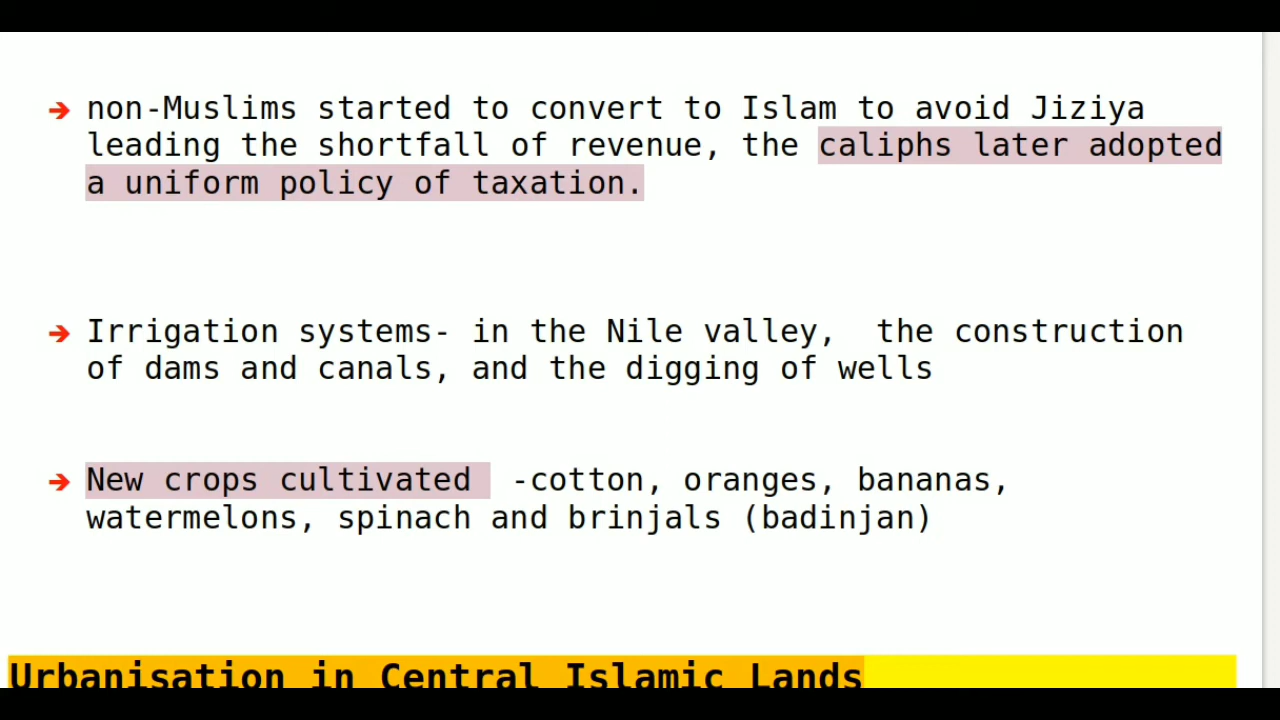 ➔ non-Muslims started to convert to Islam to avoid Jiziya
leading the shortfall of revenue, the caliphs later adopted
a uniform policy of taxation.
➔ Irrigation systems- in the Nile valley,  the construction
of dams and canals, and the digging of wells
➔ New crops cultivated  -cotton, oranges, bananas,
watermelons, spinach and brinjals (badinjan)
Urbanisation in Central Islamic Lands